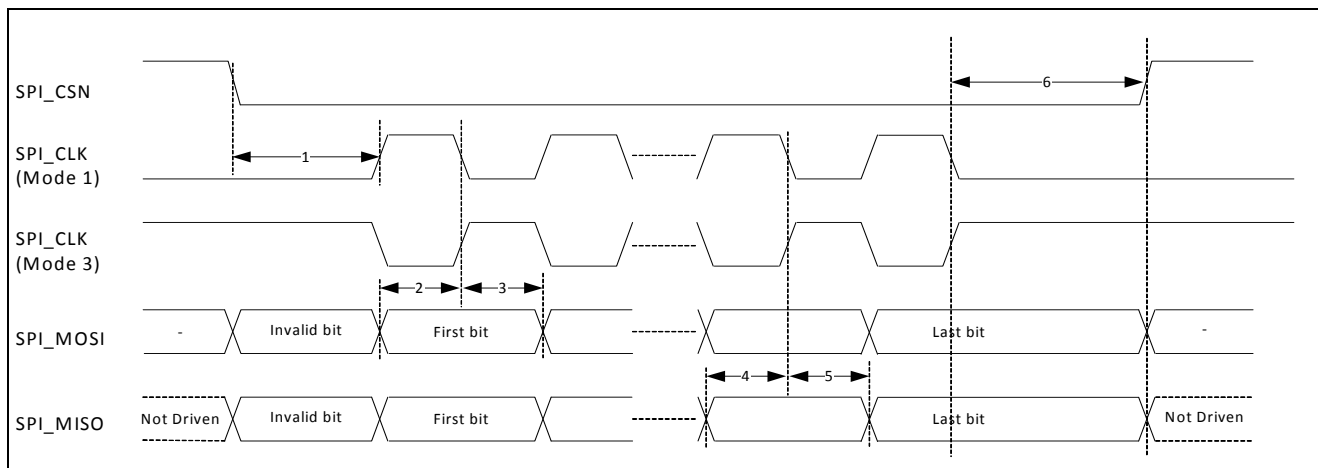 SPI_CSN
6
SPI_CLK
(Mode 1)
1
SPI_CLK
(Mode 3)
2
3
SPI_MOSI
-
Invalid bit
First bit
Last bit
-
4
5
SPI_MISO
Not Driven
Invalid bit
First bit
Last bit
Not Driven